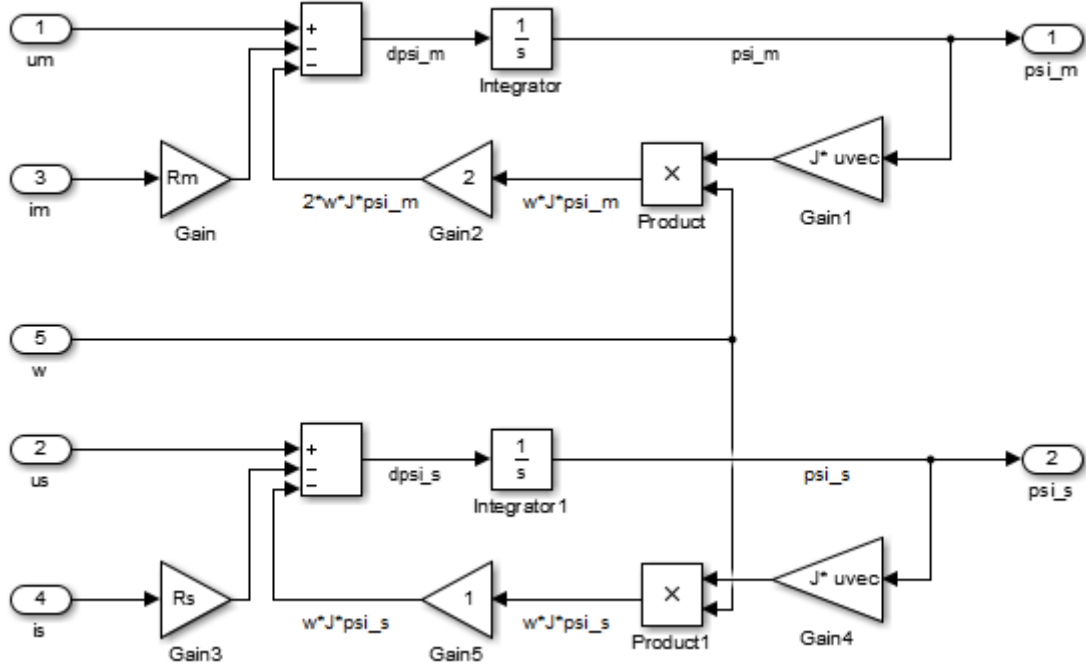 1
um
+
−
−
dpsi_m
1
s
Integrator
psi_m
1
psi_m
3
im
Rm
Gain
2*w*J*psi_m
2
Gain2
w*J*psi_m
×
Product
J* uvec
Gain1
5
w
2
us
+
−
−
dpsi_s
1
s
Integrator1
psi_s
2
psi_s
4
is
Rs
Gain3
w*J*psi_s
1
Gain5
w*J*psi_s
×
Product1
J* uvec
Gain4